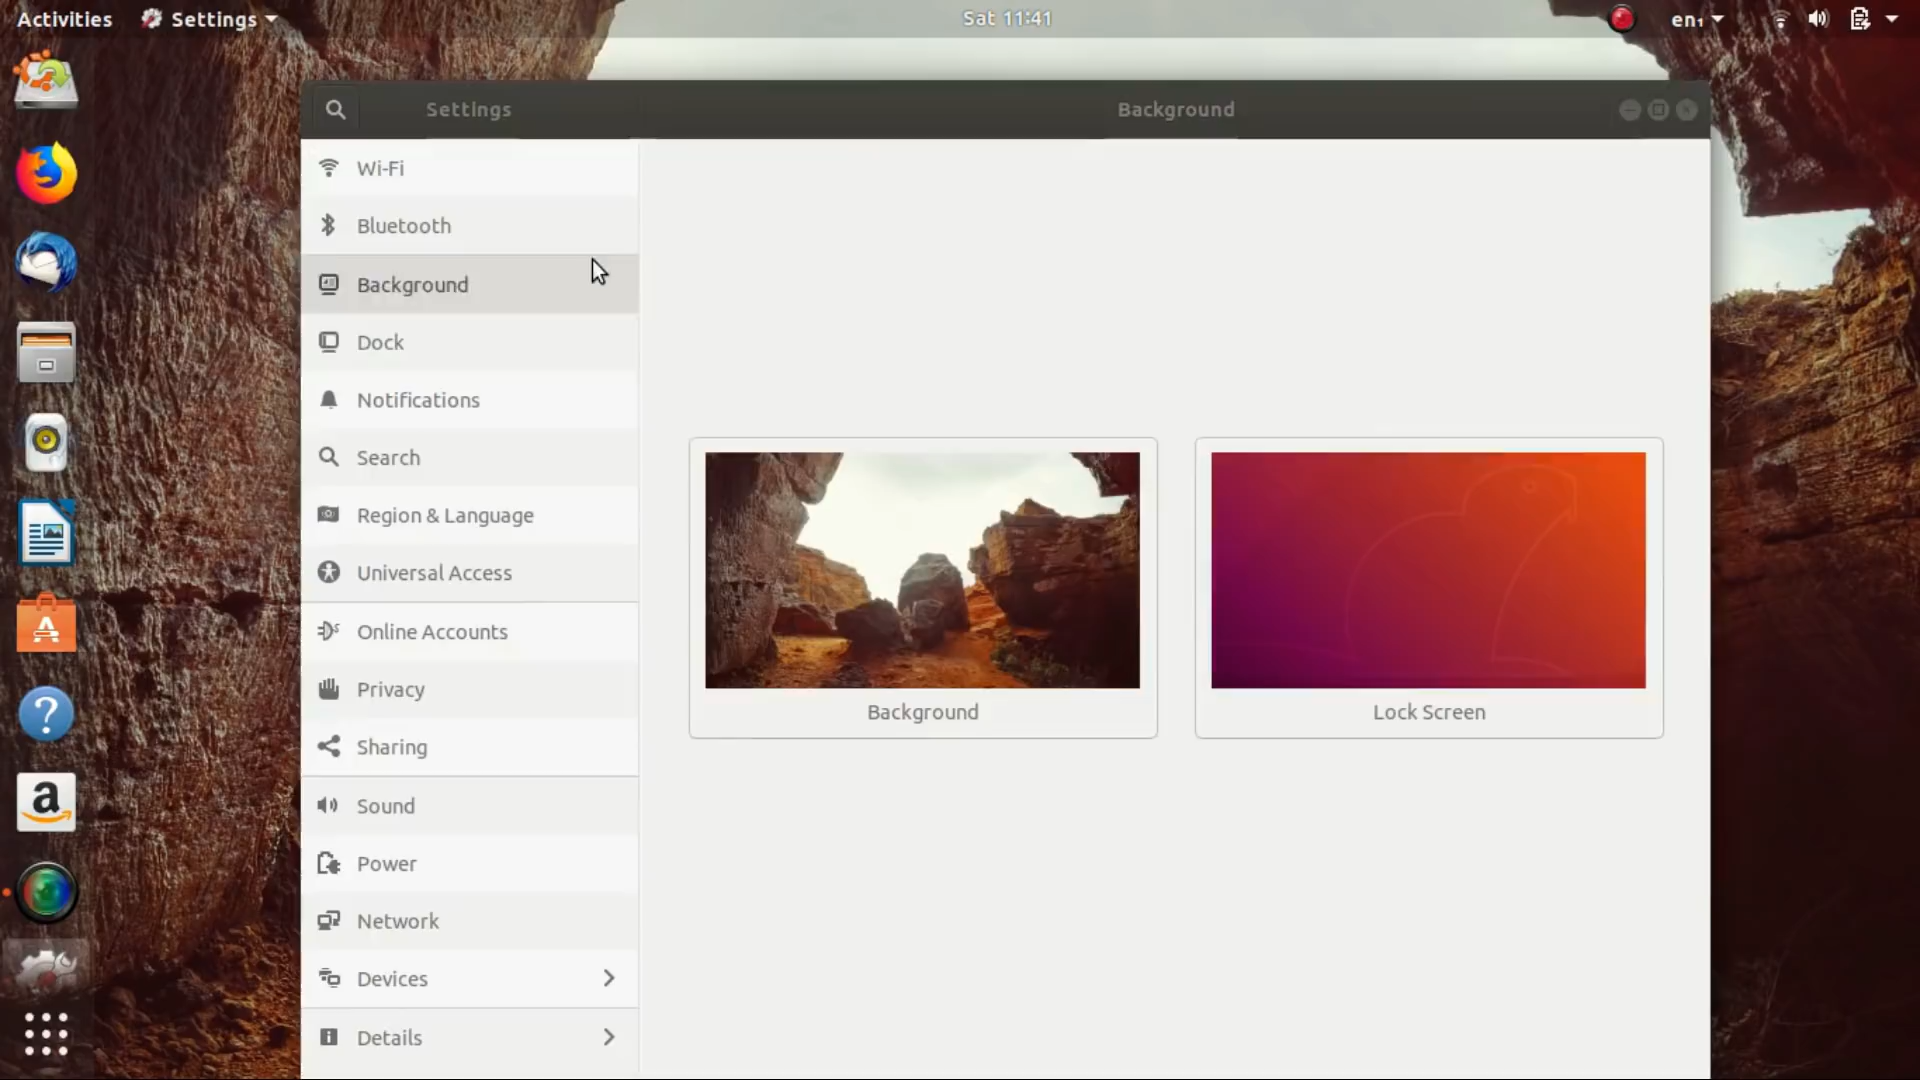 Activities
Settings
Sat 11:41
en₁
Settings
Background
Wi-Fi
Bluetooth
Background
Dock
Notifications
Search
Region & Language
Universal Access
Online Accounts
Privacy
Sharing
Sound
Power
Network
Devices
Details
Background
Lock Screen